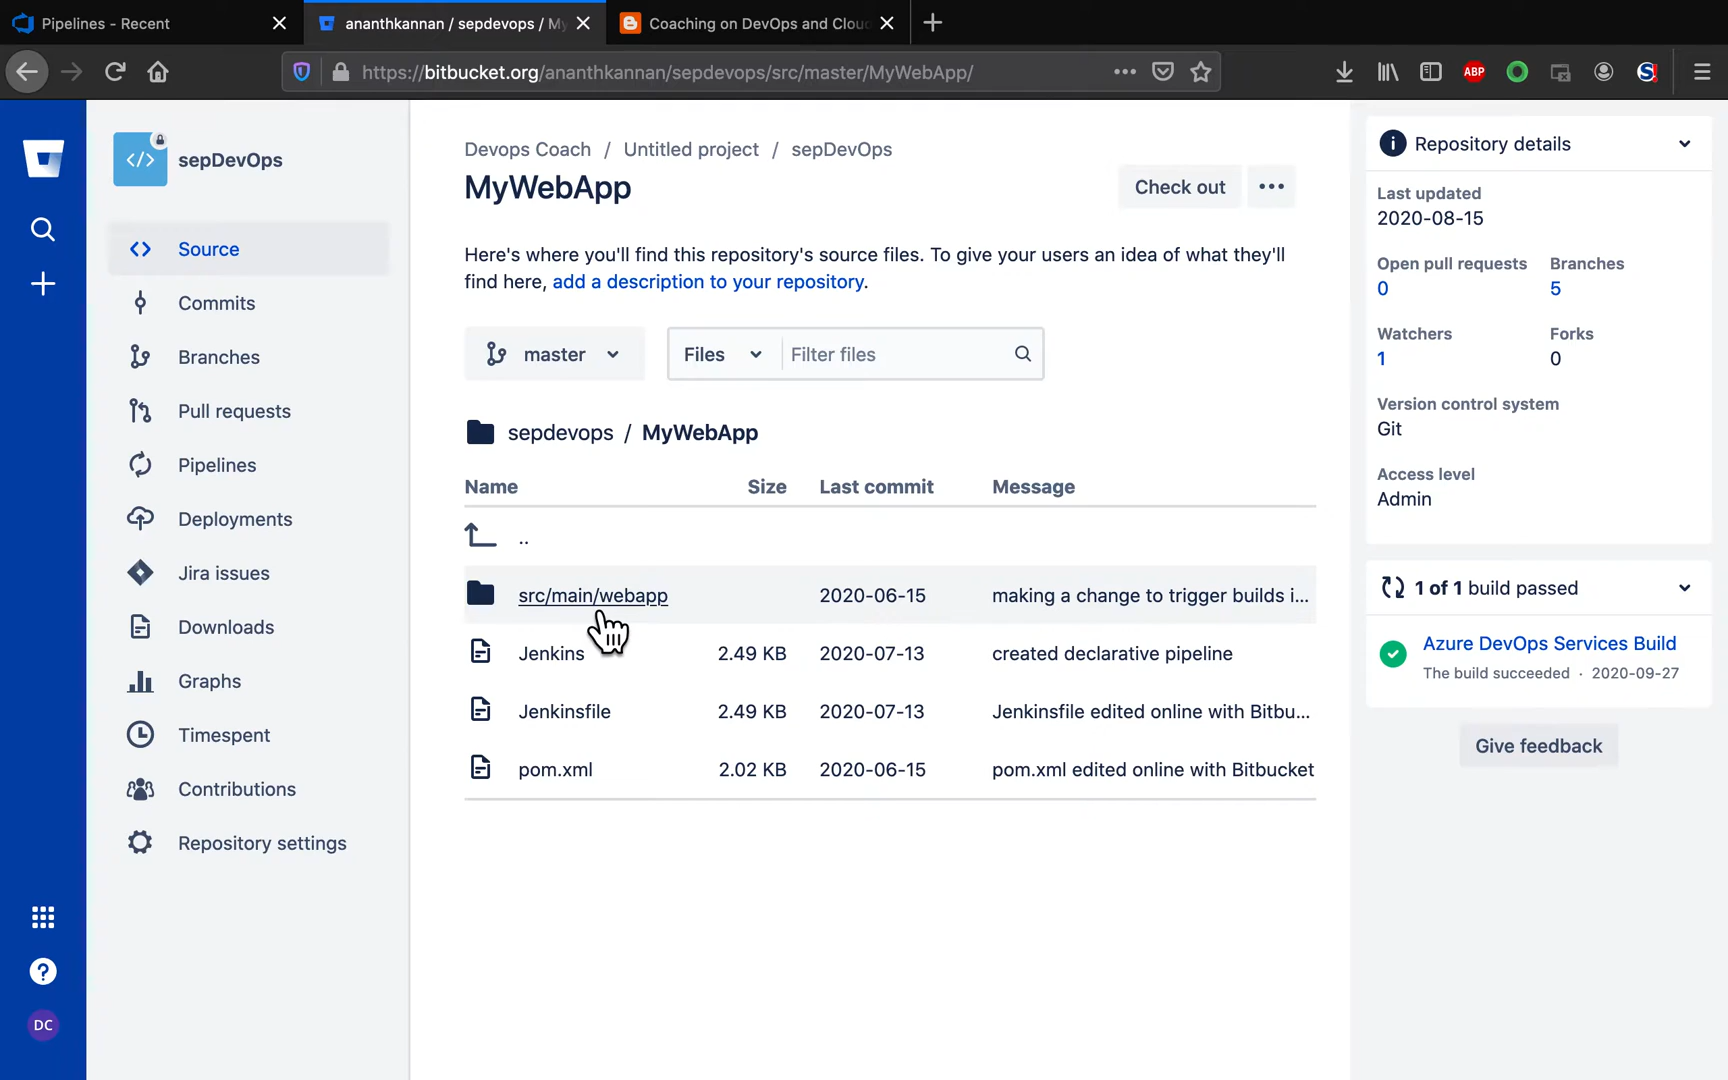 Pipelines - Recent
ananthkannan / sepdevops / My
Coaching on DevOps and Clou
https://bitbucket.org/ananthkannan/sepdevops/src/master/MyWebApp/
ABP
sepDevOps
Source
Commits
Branches
Pull requests
Pipelines
Deployments
Jira issues
Downloads
Graphs
Timespent
Contributions
Repository settings
DC
Devops Coach / Untitled project / sepDevOps
MyWebApp
Check out
Here's where you'll find this repository's source files. To give your users an idea of what they'll
find here, add a description to your repository.
master
Files
Filter files
sepdevops / MyWebApp
Name Size Last commit Message
..
src/main/webapp 2020-06-15 making a change to trigger builds i...
Jenkins 2.49 KB 2020-07-13 created declarative pipeline
Jenkinsfile 2.49 KB 2020-07-13 Jenkinsfile edited online with Bitbu...
pom.xml 2.02 KB 2020-06-15 pom.xml edited online with Bitbucket
Repository details
Last updated
2020-08-15
Open pull requests Branches
0 5
Watchers Forks
1 0
Version control system
Git
Access level
Admin
1 of 1 build passed
Azure DevOps Services Build
The build succeeded · 2020-09-27
Give feedback